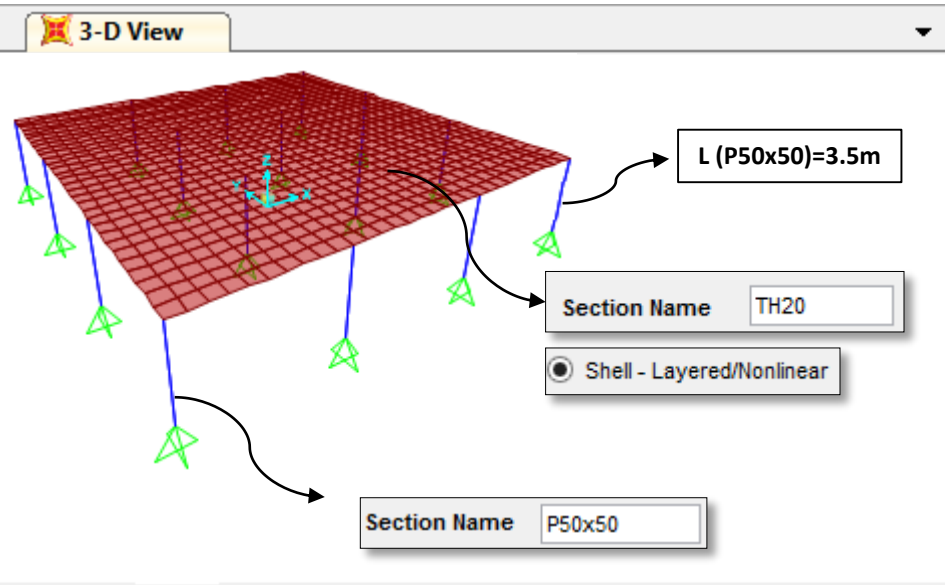 3-D View
L (P50x50)=3.5m
Z
Y
X
Section Name TH20
Shell - Layered/Nonlinear
Section Name P50x50